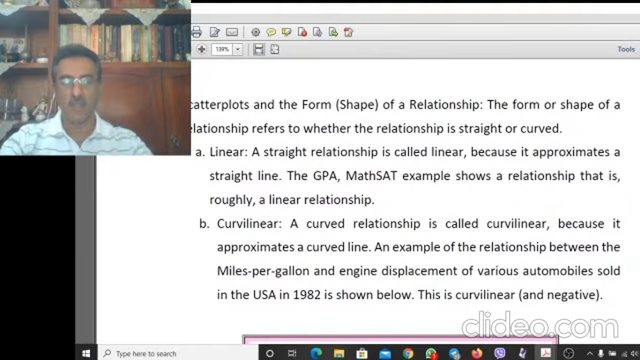 139%
Tools
catterplots and the Form (Shape) of a Relationship: The form or shape of a
elationship refers to whether the relationship is straight or curved.
a. Linear: A straight relationship is called linear, because it approximates a
straight line. The GPA, MathSAT example shows a relationship that is,
roughly, a linear relationship.
b. Curvilinear: A curved relationship is called curvilinear, because it
approximates a curved line. An example of the relationship between the
Miles-per-gallon and engine displacement of various automobiles sold
in the USA in 1982 is shown below. This is curvilinear (and negative).
clideo.com
Type here to search